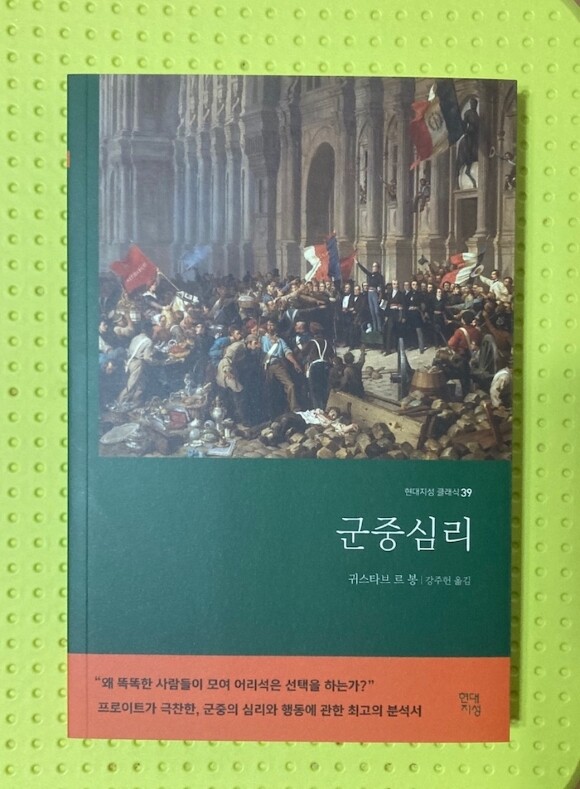 현대지성 클래식 39
군중심리
귀스타브 르 봉 | 강주헌 옮김
“왜 똑똑한 사람들이 모여 어리석은 선택을 하는가?”
프로이트가 극찬한, 군중의 심리와 행동에 관한 최고의 분석서
현대
지성